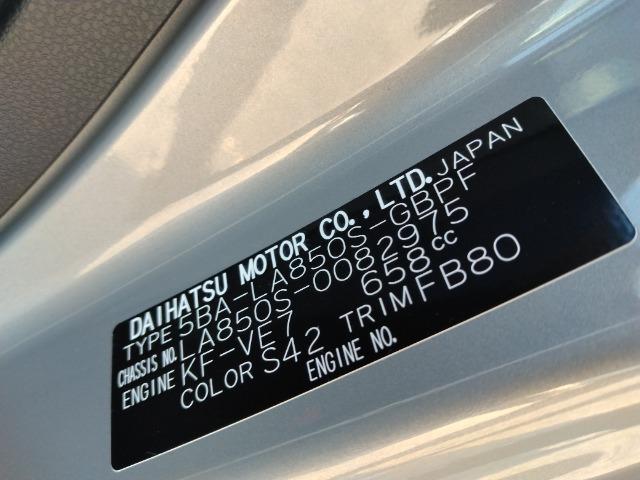 DAIHATSU MOTOR CO., LTD. JAPAN
TYPE 5BA-LA850S-GBPF
CHASSIS NO. LA850S-0082975
ENGINE KF-VE7 658cc
COLOR S42 TRIM FB80
ENGINE NO.